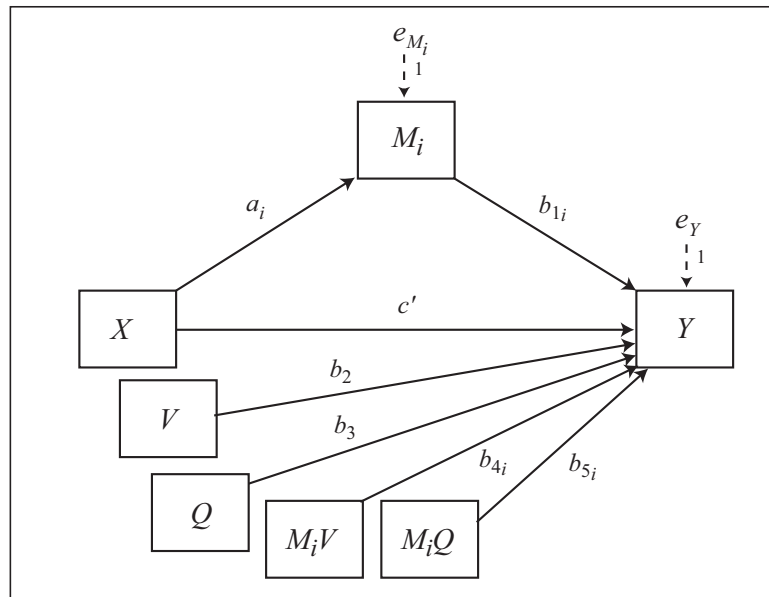 e_{M_i}
1
M_i
a_i
b_{1i}
e_Y
1
X
c′
Y
b_2
V
b_3
Q
b_{4i}
b_{5i}
M_iV
M_iQ